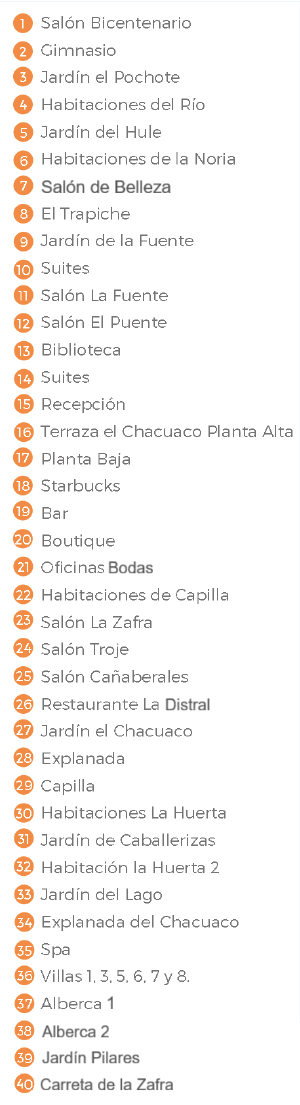 1 Salón Bicentenario
2 Gimnasio
3 Jardín el Pochote
4 Habitaciones del Río
5 Jardín del Hule
6 Habitaciones de la Noria
7 Salón de Belleza
8 El Trapiche
9 Jardín de la Fuente
10 Suites
11 Salón La Fuente
12 Salón El Puente
13 Biblioteca
14 Suites
15 Recepción
16 Terraza el Chacuaco Planta Alta
17 Planta Baja
18 Starbucks
19 Bar
20 Boutique
21 Oficinas Bodas
22 Habitaciones de Capilla
23 Salón La Zafra
24 Salón Troje
25 Salón Cañaberales
26 Restaurante La Distral
27 Jardín el Chacuaco
28 Explanada
29 Capilla
30 Habitaciones La Huerta
31 Jardín de Caballerizas
32 Habitación la Huerta 2
33 Jardín del Lago
34 Explanada del Chacuaco
35 Spa
36 Villas 1, 3, 5, 6, 7 y 8.
37 Alberca 1
38 Alberca 2
39 Jardín Pilares
40 Carreta de la Zafra